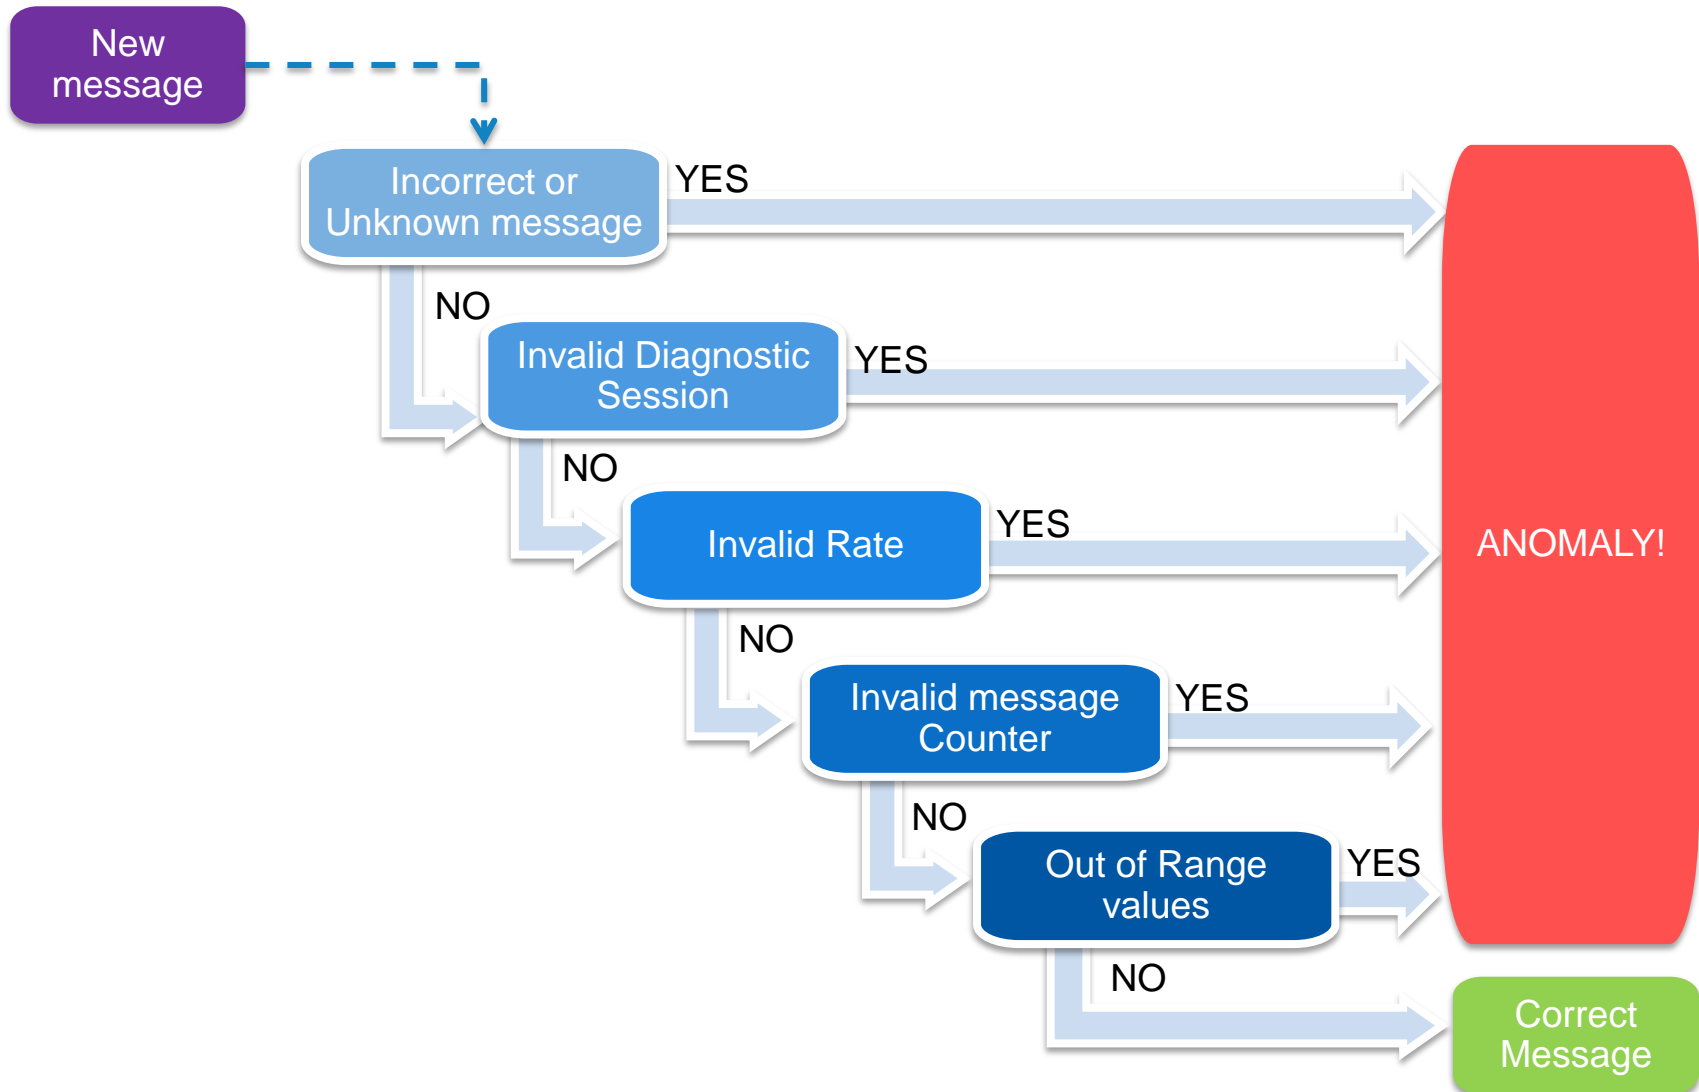 New
message
Incorrect or
Unknown message
YES
NO
Invalid Diagnostic
Session
YES
NO
Invalid Rate
YES
ANOMALY!
NO
Invalid message
Counter
YES
NO
Out of Range
values
YES
NO
Correct
Message